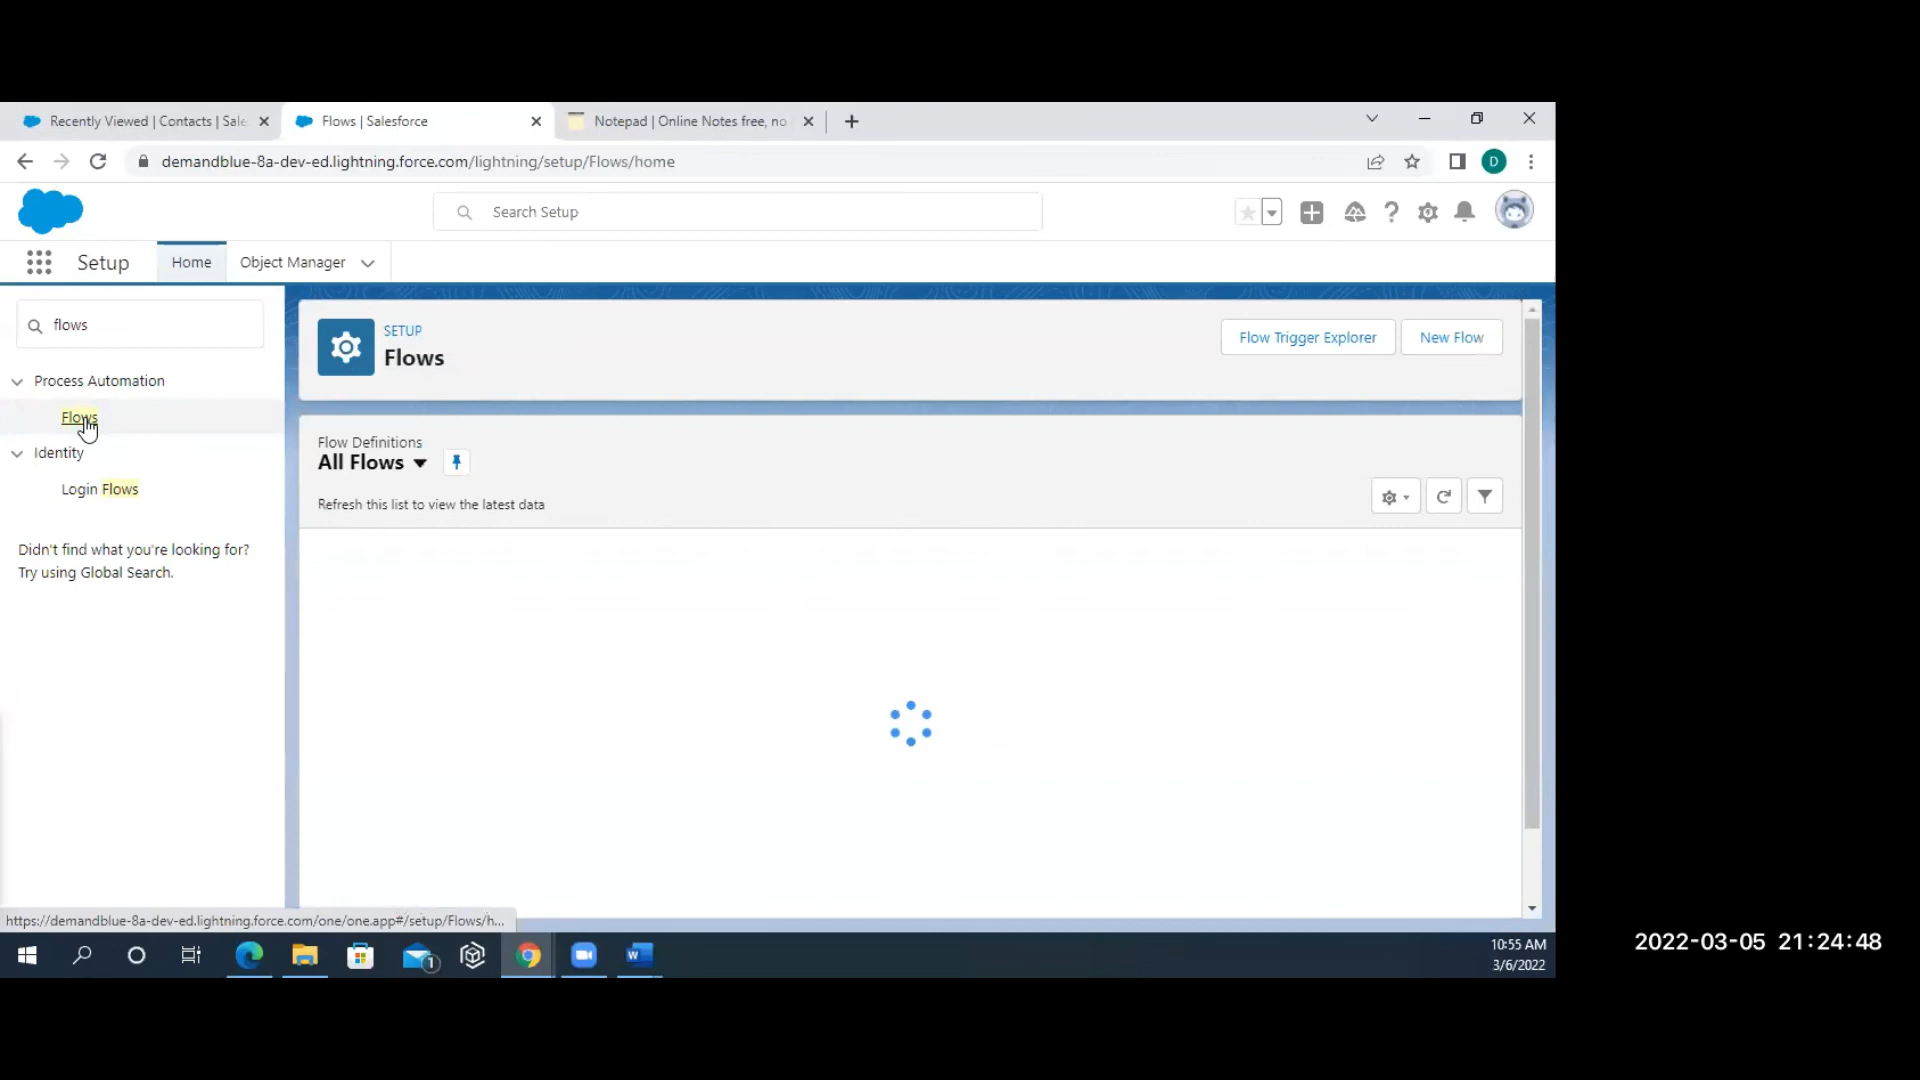 Recently Viewed | Contacts | Sale
Flows | Salesforce
Notepad | Online Notes free, no
demandblue-8a-dev-ed.lightning.force.com/lightning/setup/Flows/home
D
Search Setup
Setup
Home
Object Manager
flows
SETUP
Flows
Flow Trigger Explorer
New Flow
Process Automation
Flows
Identity
Login Flows
Didn't find what you're looking for?
Try using Global Search.
Flow Definitions
All Flows
Refresh this list to view the latest data
https://demandblue-8a-dev-ed.lightning.force.com/one/one.app#/setup/Flows/h...
1
W
10:55 AM
3/6/2022
2022-03-05 21:24:48